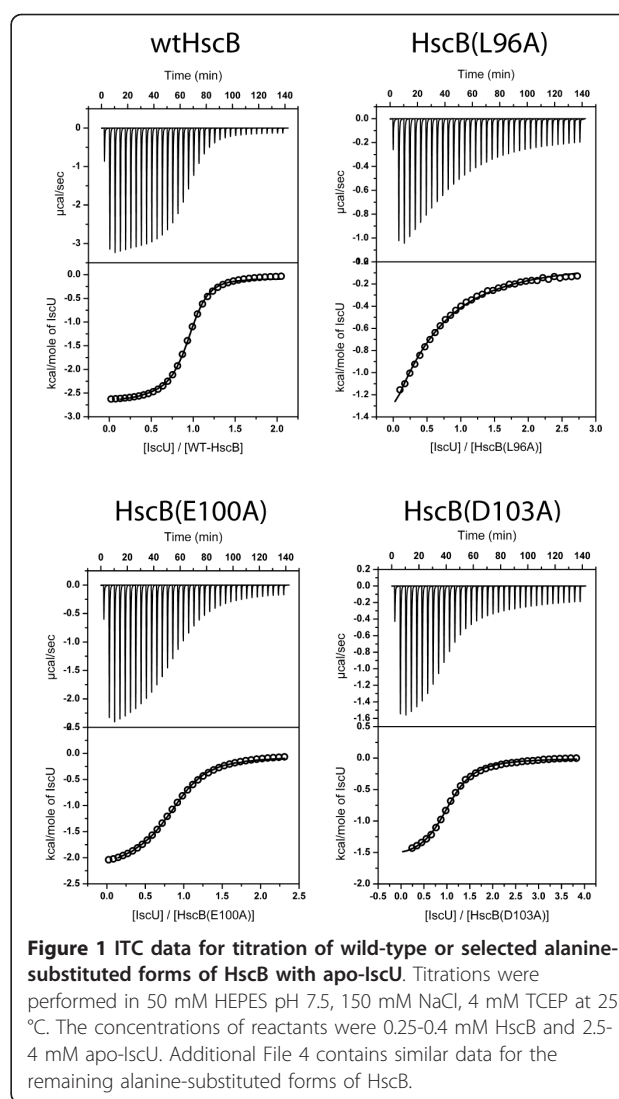 wtHscB
HscB(L96A)
Time (min)
Time (min)
0 20 40 60 80 100 120 140
0 20 40 60 80 100 120 140
0
-1
-2
-3
µcal/sec
0.0
-0.2
-0.4
-0.6
-0.8
-1.0
µcal/sec
0.0
-0.5
-1.0
-1.5
-2.0
-2.5
-3.0
kcal/mole of IscU
0.0
-0.2
-0.4
-0.6
-0.8
-1.0
-1.2
-1.4
kcal/mole of IscU
0.0 0.5 1.0 1.5 2.0
0.0 0.5 1.0 1.5 2.0 2.5 3.0
[IscU] / [WT-HscB]
[IscU] / [HscB(L96A)]
HscB(E100A)
HscB(D103A)
Time (min)
Time (min)
0 20 40 60 80 100 120 140
0 20 40 60 80 100 120 140
0.0
-0.5
-1.0
-1.5
-2.0
µcal/sec
0.2
0.0
-0.2
-0.4
-0.6
-0.8
-1.0
-1.2
-1.4
-1.6
µcal/sec
0.0
-0.5
-1.0
-1.5
-2.0
-2.5
kcal/mole of IscU
0.5
0.0
-0.5
-1.0
-1.5
-2.0
kcal/mole of IscU
0.0 0.5 1.0 1.5 2.0 2.5
-0.5 0.0 0.5 1.0 1.5 2.0 2.5 3.0 3.5 4.0
[IscU] / [HscB(E100A)]
[IscU] / [HscB(D103A)]
Figure 1 ITC data for titration of wild-type or selected alanine-
substituted forms of HscB with apo-IscU. Titrations were
performed in 50 mM HEPES pH 7.5, 150 mM NaCl, 4 mM TCEP at 25
°C. The concentrations of reactants were 0.25-0.4 mM HscB and 2.5-
4 mM apo-IscU. Additional File 4 contains similar data for the
remaining alanine-substituted forms of HscB.